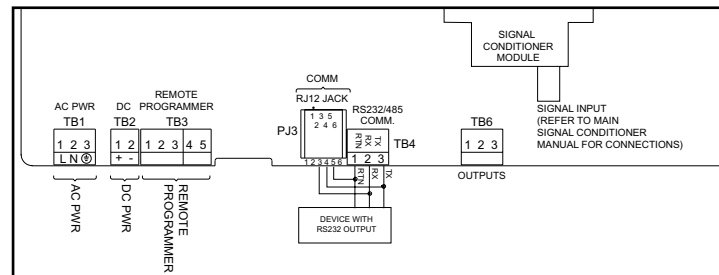 SIGNAL
CONDITIONER
MODULE
SIGNAL INPUT
(REFER TO MAIN
SIGNAL CONDITIONER
MANUAL FOR CONNECTIONS)
AC PWR
TB1
1 2 3
L N
AC PWR
DC
TB2
1 2
+ -
DC PWR
REMOTE
PROGRAMMER
TB3
1 2 3 4 5
REMOTE
PROGRAMMER
COMM
RJ12 JACK
PJ3
1 3 5
2 4 6
1 2 3 4 5 6
RS232/485
COMM.
TB4
RTN
RX
TX
1 2 3
RTN
RX
TX
DEVICE WITH
RS232 OUTPUT
TB6
1 2 3
OUTPUTS